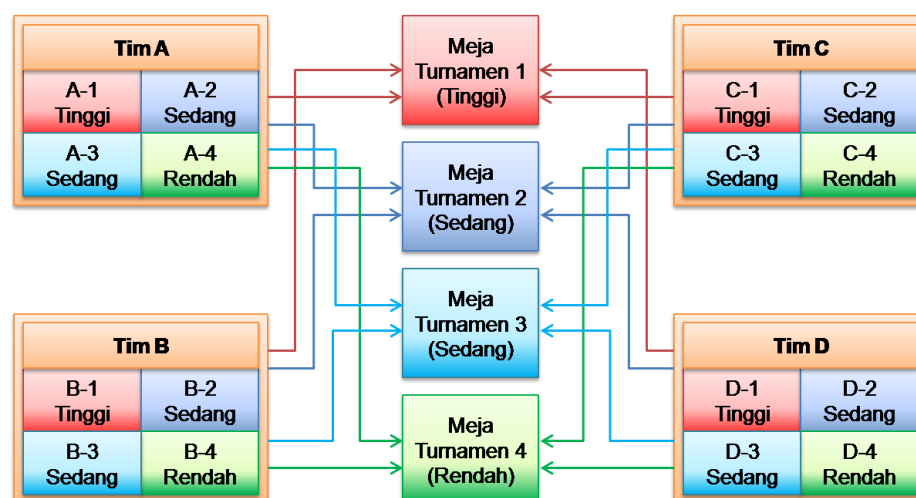 Tim A
A-1
Tinggi
A-2
Sedang
A-3
Sedang
A-4
Rendah
Meja
Turnamen 1
(Tinggi)
Tim C
C-1
Tinggi
C-2
Sedang
C-3
Sedang
C-4
Rendah
Meja
Turnamen 2
(Sedang)
Meja
Turnamen 3
(Sedang)
Tim B
B-1
Tinggi
B-2
Sedang
B-3
Sedang
B-4
Rendah
Meja
Turnamen 4
(Rendah)
Tim D
D-1
Tinggi
D-2
Sedang
D-3
Sedang
D-4
Rendah